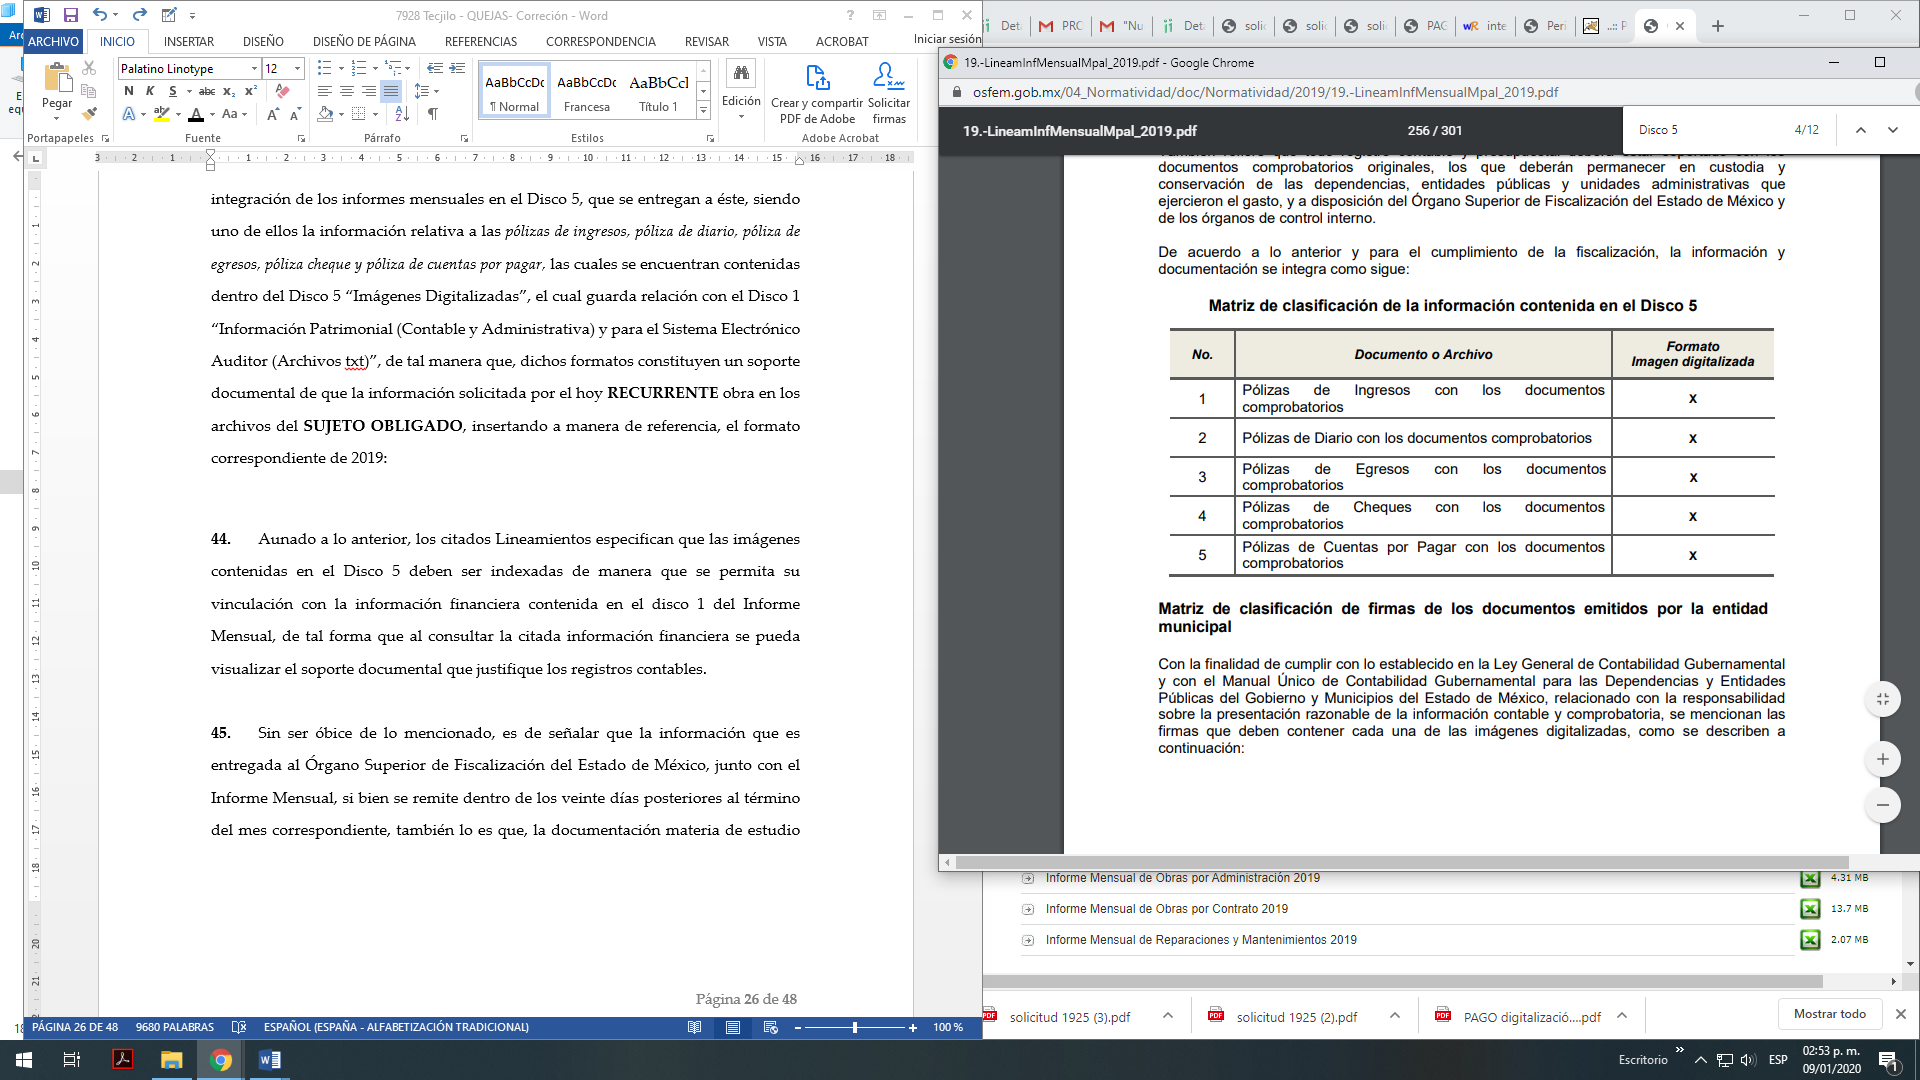 7928 Tecjilo - QUEJAS- Correción - Word
ARCHIVO INICIO INSERTAR DISEÑO DISEÑO DE PÁGINA REFERENCIAS CORRESPONDENCIA REVISAR VISTA ACROBAT Iniciar sesión
Pegar
Palatino Linotype 12
N K S abc x₂ x²
A ab A Aa A A
AaBbCcDc AaBbCcDc AaBbCcl
¶ Normal Francesa Título 1
Edición
Crear y compartir PDF de Adobe
Solicitar firmas
Portapapeles Fuente Párrafo Estilos Adobe Acrobat
integración de los informes mensuales en el Disco 5, que se entregan a éste, siendo
uno de ellos la información relativa a las pólizas de ingresos, póliza de diario, póliza de
egresos, póliza cheque y póliza de cuentas por pagar, las cuales se encuentran contenidas
dentro del Disco 5 “Imágenes Digitalizadas”, el cual guarda relación con el Disco 1
“Información Patrimonial (Contable y Administrativa) y para el Sistema Electrónico
Auditor (Archivos txt)”, de tal manera que, dichos formatos constituyen un soporte
documental de que la información solicitada por el hoy RECURRENTE obra en los
archivos del SUJETO OBLIGADO, insertando a manera de referencia, el formato
correspondiente de 2019:
44. Aunado a lo anterior, los citados Lineamientos especifican que las imágenes
contenidas en el Disco 5 deben ser indexadas de manera que se permita su
vinculación con la información financiera contenida en el disco 1 del Informe
Mensual, de tal forma que al consultar la citada información financiera se pueda
visualizar el soporte documental que justifique los registros contables.
45. Sin ser óbice de lo mencionado, es de señalar que la información que es
entregada al Órgano Superior de Fiscalización del Estado de México, junto con el
Informe Mensual, si bien se remite dentro de los veinte días posteriores al término
del mes correspondiente, también lo es que, la documentación materia de estudio
Página 26 de 48
PÁGINA 26 DE 48 9680 PALABRAS ESPAÑOL (ESPAÑA - ALFABETIZACIÓN TRADICIONAL) 100 %
Det PRC "Nu Det solic solic soli PAC inte Peri ..:: P
19.-LineamInfMensualMpal_2019.pdf - Google Chrome
osfem.gob.mx/04_Normatividad/doc/Normatividad/2019/19.-LineamInfMensualMpal_2019.pdf
19.-LineamInfMensualMpal_2019.pdf 256 / 301
Disco 5 4/12
documentos comprobatorios originales, los que deberán permanecer en custodia y
conservación de las dependencias, entidades públicas y unidades administrativas que
ejercieron el gasto, y a disposición del Órgano Superior de Fiscalización del Estado de México y
de los órganos de control interno.
De acuerdo a lo anterior y para el cumplimiento de la fiscalización, la información y
documentación se integra como sigue:
Matriz de clasificación de la información contenida en el Disco 5
No. Documento o Archivo Formato Imagen digitalizada
1 Pólizas de Ingresos con los documentos comprobatorios X
2 Pólizas de Diario con los documentos comprobatorios X
3 Pólizas de Egresos con los documentos comprobatorios X
4 Pólizas de Cheques con los documentos comprobatorios X
5 Pólizas de Cuentas por Pagar con los documentos comprobatorios X
Matriz de clasificación de firmas de los documentos emitidos por la entidad
municipal
Con la finalidad de cumplir con lo establecido en la Ley General de Contabilidad Gubernamental
y con el Manual Único de Contabilidad Gubernamental para las Dependencias y Entidades
Públicas del Gobierno y Municipios del Estado de México, relacionado con la responsabilidad
sobre la presentación razonable de la información contable y comprobatoria, se mencionan las
firmas que deben contener cada una de las imágenes digitalizadas, como se describen a
continuación:
Informe Mensual de Obras por Administración 2019 4.31 MB
Informe Mensual de Obras por Contrato 2019 13.7 MB
Informe Mensual de Reparaciones y Mantenimientos 2019 2.07 MB
solicitud 1925 (3).pdf solicitud 1925 (2).pdf PAGO digitalizació....pdf Mostrar todo
Escritorio ESP 02:53 p. m.
09/01/2020